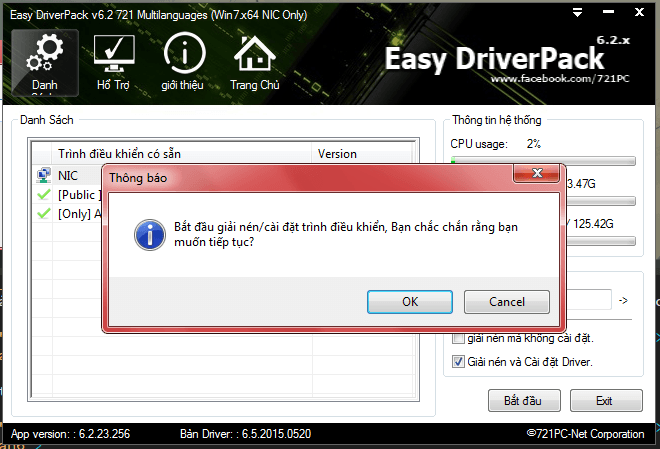 Easy DriverPack v6.2 721 Multilanguages (Win7.x64 NIC Only)
6.2.x
Easy DriverPack
www.facebook.com/721PC
Danh
Hỗ Trợ
giới thiệu
Trang Chủ
Danh Sách
Trình điều khiển có sẵn
Version
NIC
[Public ]
[Only] A
Thông tin hệ thống
CPU usage: 2%
3.47G
/ 125.42G
Thông báo
Bắt đầu giải nén/cài đặt trình điều khiển, Bạn chắc chắn rằng bạn
muốn tiếp tục?
OK
Cancel
->
giải nén mà không cài đặt.
Giải nén và Cài đặt Driver.
Bắt đầu
Exit
App version: : 6.2.23.256
Bản Driver: : 6.5.2015.0520
©721PC-Net Corporation